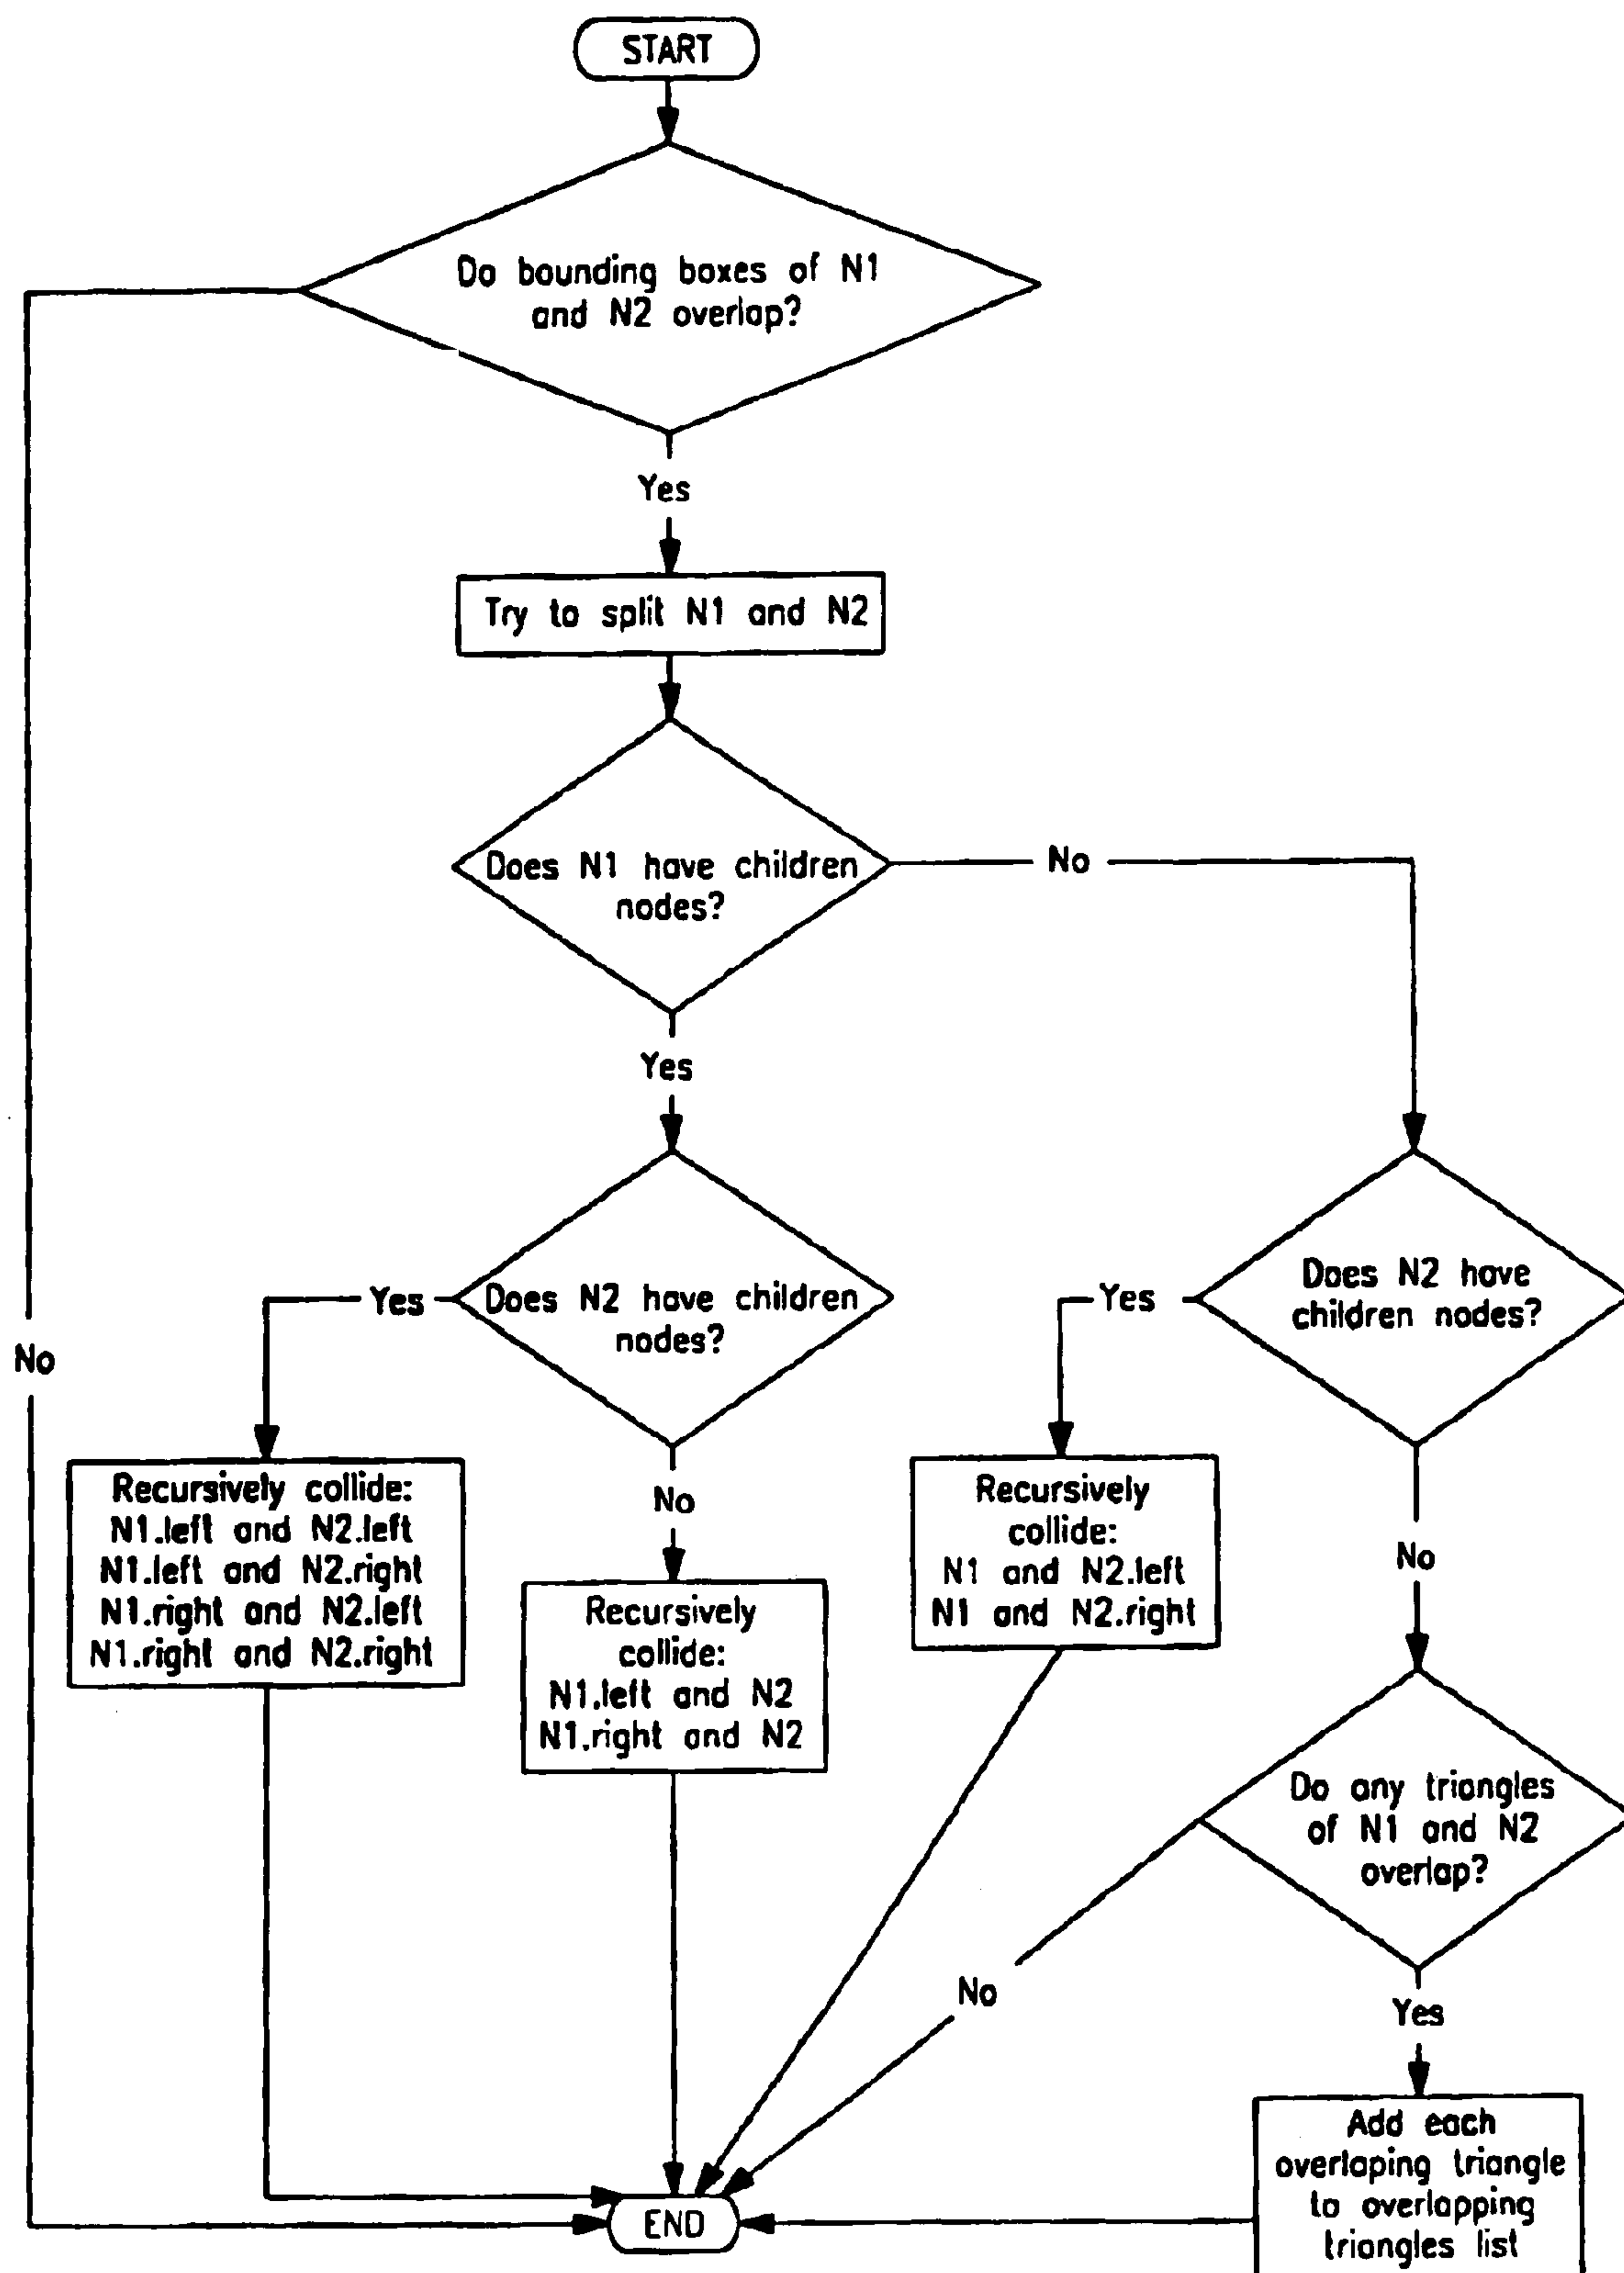 START
Do bounding boxes of N1
and N2 overlap?
Yes
Try to split N1 and N2
Does N1 have children
nodes?
No
Yes
Does N2 have children
nodes?
Yes
Does N2 have
children nodes?
Yes
No
Recursively collide:
N1.left and N2.left
N1.left and N2.right
N1.right and N2.left
N1.right and N2.right
No
Recursively
collide:
N1.left and N2
N1.right and N2
Recursively
collide:
N1 and N2.left
N1 and N2.right
No
Do any triangles
of N1 and N2
overlap?
No
Yes
Add each
overlaping triangle
to overlapping
triangles list
END